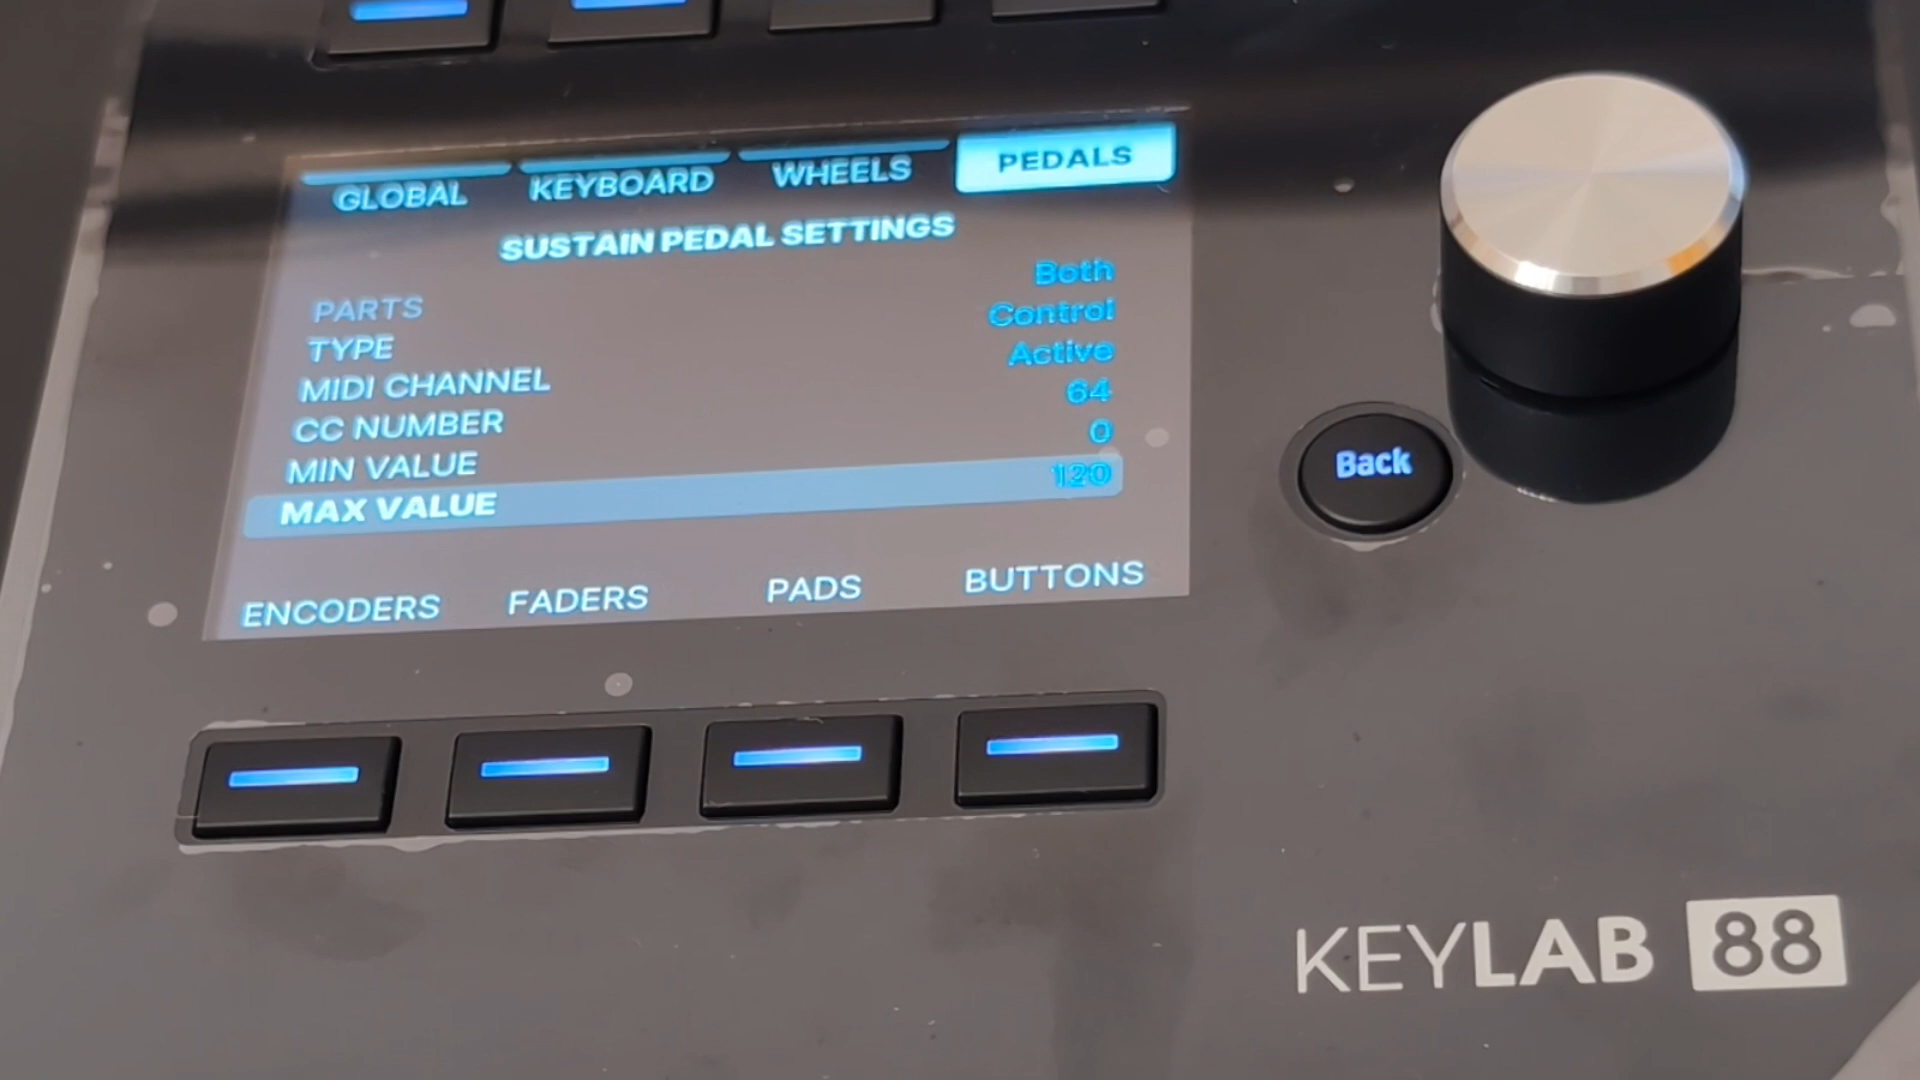 GLOBAL KEYBOARD WHEELS PEDALS
SUSTAIN PEDAL SETTINGS
PARTS Both
TYPE Control
MIDI CHANNEL Active
CC NUMBER 64
MIN VALUE 0
MAX VALUE 120
ENCODERS FADERS PADS BUTTONS
Back
KEYLAB 88